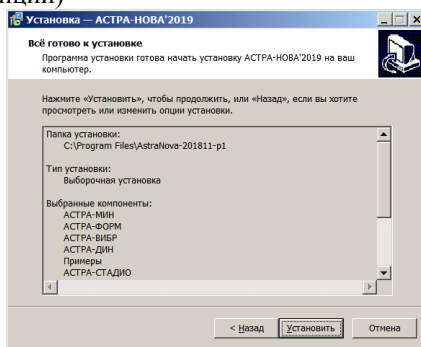 Установка — АСТРА-НОВА'2019
Всё готово к установке
Программа установки готова начать установку АСТРА-НОВА'2019 на ваш
компьютер.
Нажмите «Установить», чтобы продолжить, или «Назад», если вы хотите
просмотреть или изменить опции установки.
Папка установки:
C:\Program Files\AstraNova-201811-p1
Тип установки:
Выборочная установка
Выбранные компоненты:
АСТРА-МИН
АСТРА-ФОРМ
АСТРА-ВИБР
АСТРА-ДИН
Примеры
АСТРА-СТАДИО
< Назад Установить Отмена